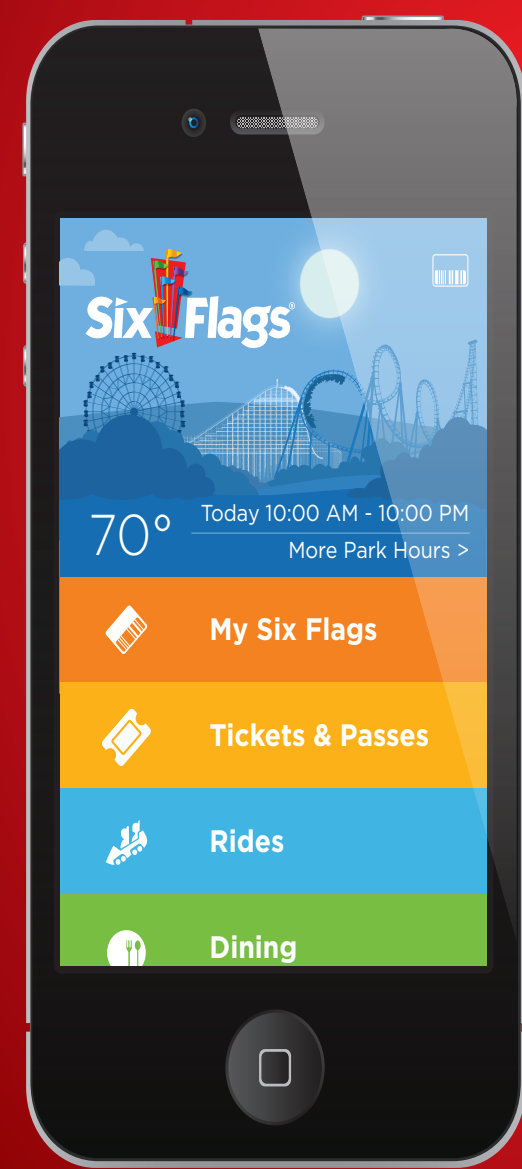 Six Flags®
70°
Today 10:00 AM - 10:00 PM
More Park Hours >
My Six Flags
Tickets & Passes
Rides
Dining